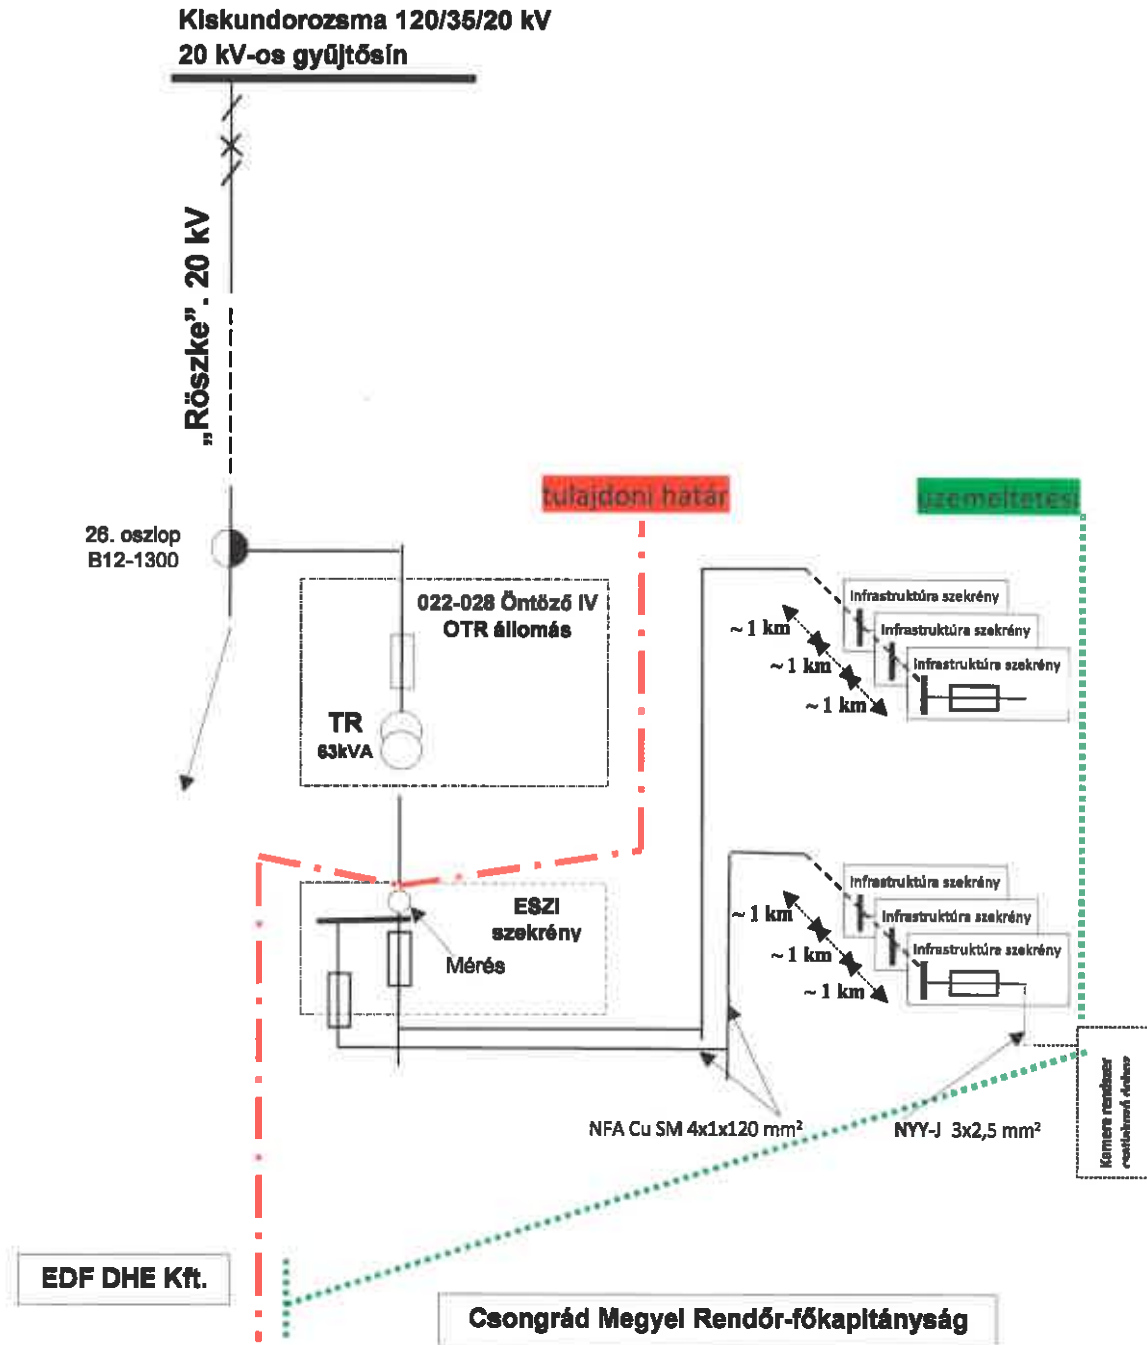 Kiskundorozsma 120/35/20 kV
20 kV-os gyűjtősín
„Röszke”. 20 kV
tulajdoni határ
üzemeltetési
26. oszlop
B12-1300
022-028 Öntöző IV
OTR állomás
TR
63kVA
Infrastruktúra szekrény
Infrastruktúra szekrény
Infrastruktúra szekrény
~ 1 km
~ 1 km
~ 1 km
ESZI
szekrény
Mérés
Infrastruktúra szekrény
Infrastruktúra szekrény
Infrastruktúra szekrény
~ 1 km
~ 1 km
~ 1 km
NFA Cu SM 4x1x120 mm²
NYY-J 3x2,5 mm²
Kamera rendszer
csatlakozó doboz
EDF DHE Kft.
Csongrád Megyei Rendőr-főkapitányság